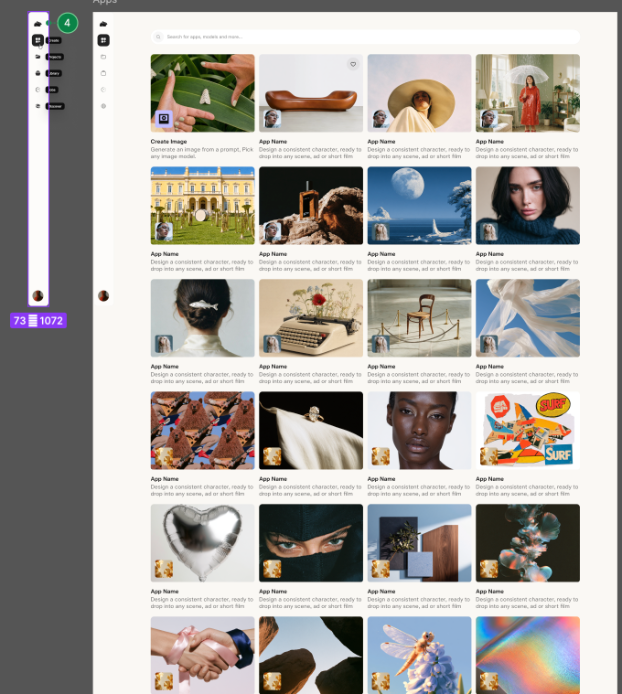 Apps
4
Create
Projects
Library
Discover
73 1072
Search for apps, models and more...
Create Image
Generate an image from a prompt, Pick
any image model.
App Name
Design a consistent character, ready to
drop into any scene, ad or short film
App Name
Design a consistent character, ready to
drop into any scene, ad or short film
App Name
Design a consistent character, ready to
drop into any scene, ad or short film
App Name
Design a consistent character, ready to
drop into any scene, ad or short film
App Name
Design a consistent character, ready to
drop into any scene, ad or short film
App Name
Design a consistent character, ready to
drop into any scene, ad or short film
App Name
Design a consistent character, ready to
drop into any scene, ad or short film
App Name
Design a consistent character, ready to
drop into any scene, ad or short film
App Name
Design a consistent character, ready to
drop into any scene, ad or short film
App Name
Design a consistent character, ready to
drop into any scene, ad or short film
App Name
Design a consistent character, ready to
drop into any scene, ad or short film
SURF
SURF
App Name
Design a consistent character, ready to
drop into any scene, ad or short film
App Name
Design a consistent character, ready to
drop into any scene, ad or short film
App Name
Design a consistent character, ready to
drop into any scene, ad or short film
App Name
Design a consistent character, ready to
drop into any scene, ad or short film
App Name
Design a consistent character, ready to
drop into any scene, ad or short film
App Name
Design a consistent character, ready to
drop into any scene, ad or short film
App Name
Design a consistent character, ready to
drop into any scene, ad or short film
App Name
Design a consistent character, ready to
drop into any scene, ad or short film